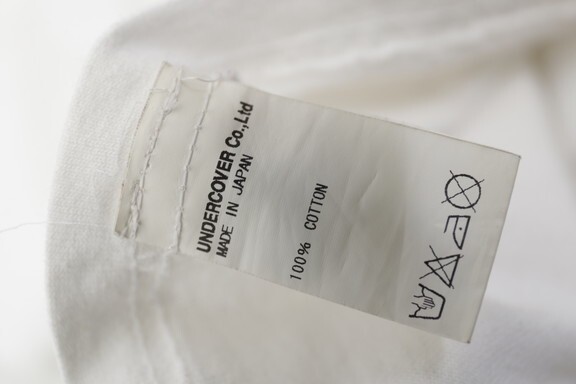 UNDERCOVER Co.,Ltd
MADE IN JAPAN
100% COTTON